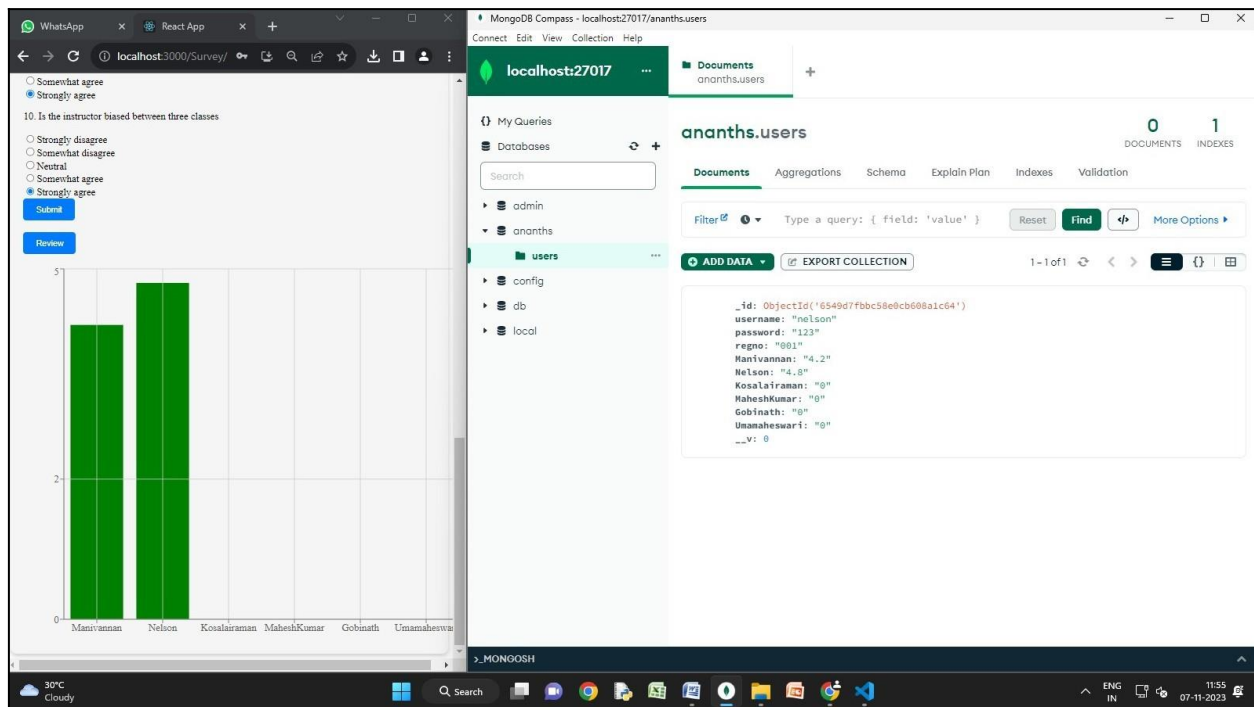 WhatsApp
React App
localhost:3000/Survey/
Somewhat agree
Strongly agree
10. Is the instructor biased between three classes
Strongly disagree
Somewhat disagree
Neutral
Somewhat agree
Strongly agree
Submit
Review
5
2
0
Manivannan Nelson Kosalairaman MaheshKumar Gobinath Umamaheswa
MongoDB Compass - localhost:27017/ananths.users
Connect Edit View Collection Help
localhost:27017 ...
{} My Queries
Databases
Search
admin
ananths
users ...
config
db
local
Documents
ananths.users
ananths.users
0
DOCUMENTS
1
INDEXES
Documents Aggregations Schema Explain Plan Indexes Validation
Filter Type a query: { field: 'value' } Reset Find </> More Options
ADD DATA EXPORT COLLECTION 1-1 of 1 {}
_id: ObjectId('6549d7fbbc58e0cb608a1c64')
username: "nelson"
password: "123"
regno: "001"
Manivannan: "4.2"
Nelson: "4.8"
Kosalairaman: "0"
MaheshKumar: "0"
Gobinath: "0"
Umamaheswari: "0"
__v: 0
>_MONGOSH
30°C
Cloudy
Search
ENG
IN
11:55
07-11-2023